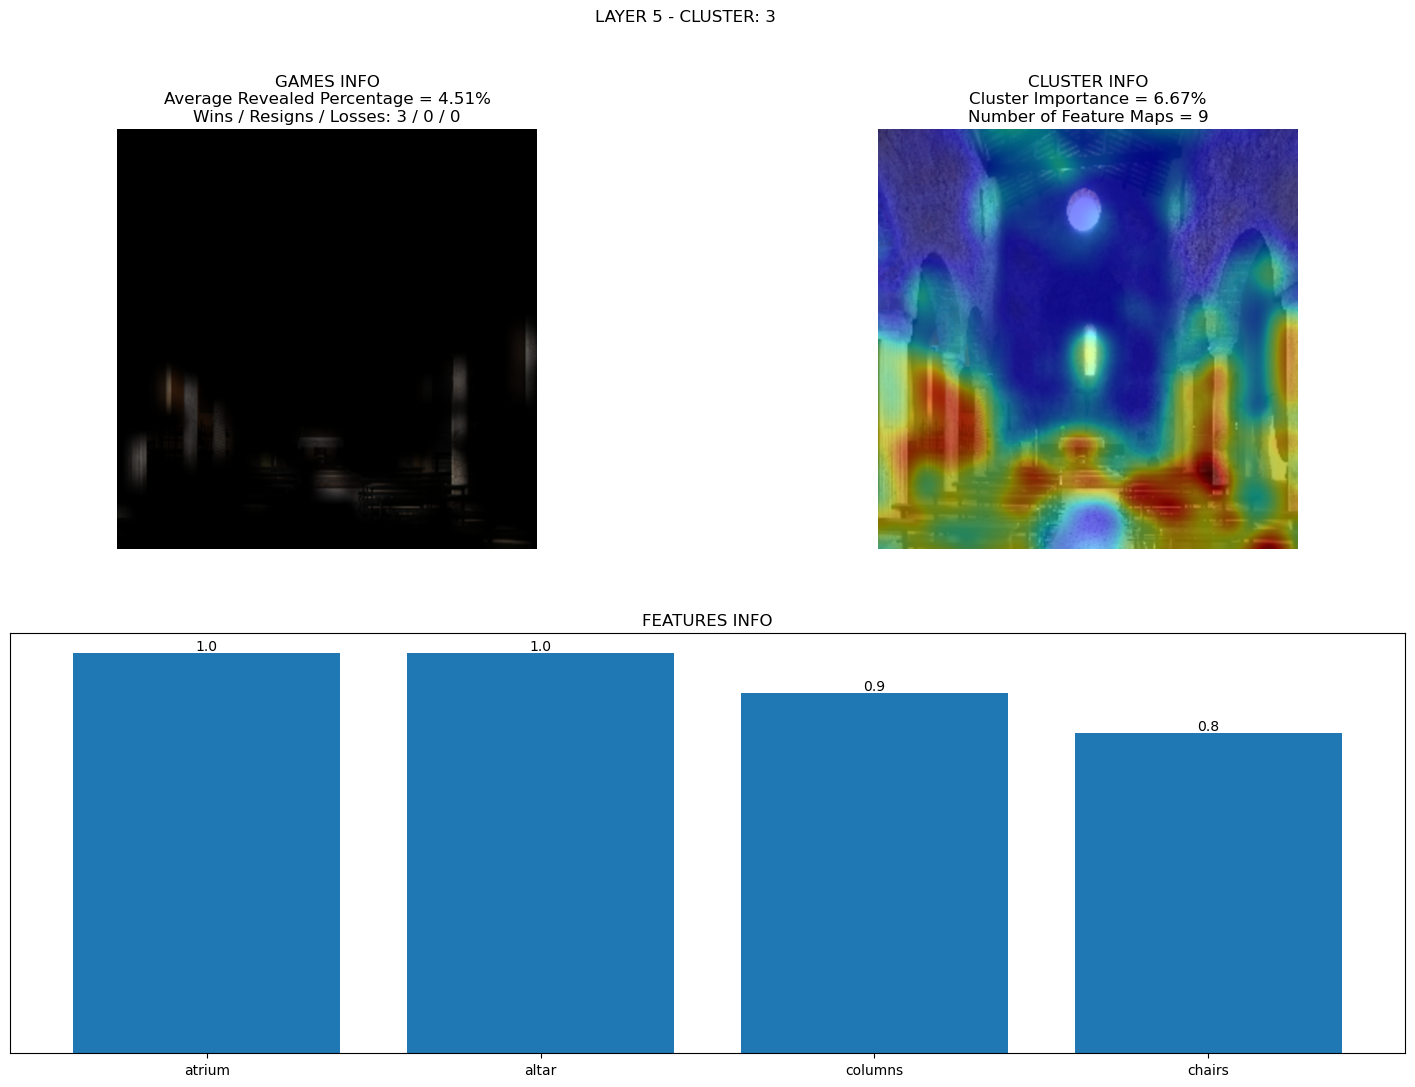 LAYER 5 - CLUSTER: 3
GAMES INFO
Average Revealed Percentage = 4.51%
Wins / Resigns / Losses: 3 / 0 / 0
CLUSTER INFO
Cluster Importance = 6.67%
Number of Feature Maps = 9
FEATURES INFO
1.0 1.0 0.9 0.8
atrium altar columns chairs